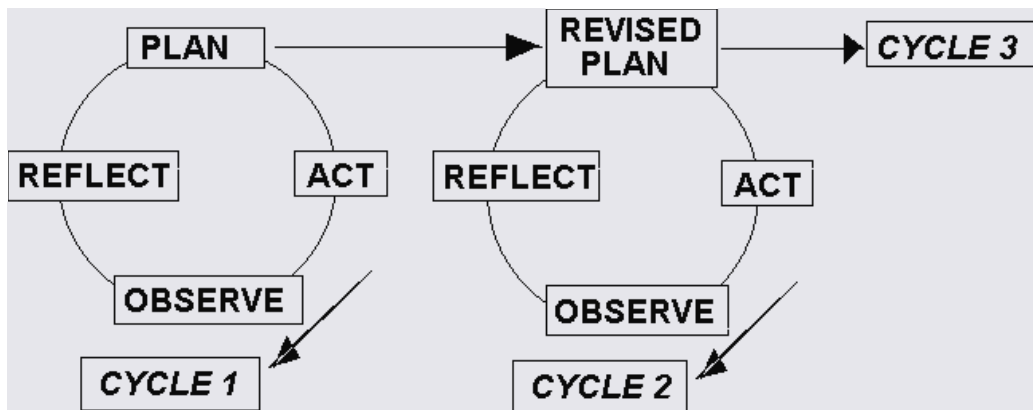 PLAN
REVISED
PLAN
CYCLE 3
REFLECT
ACT
REFLECT
ACT
OBSERVE
OBSERVE
CYCLE 1
CYCLE 2